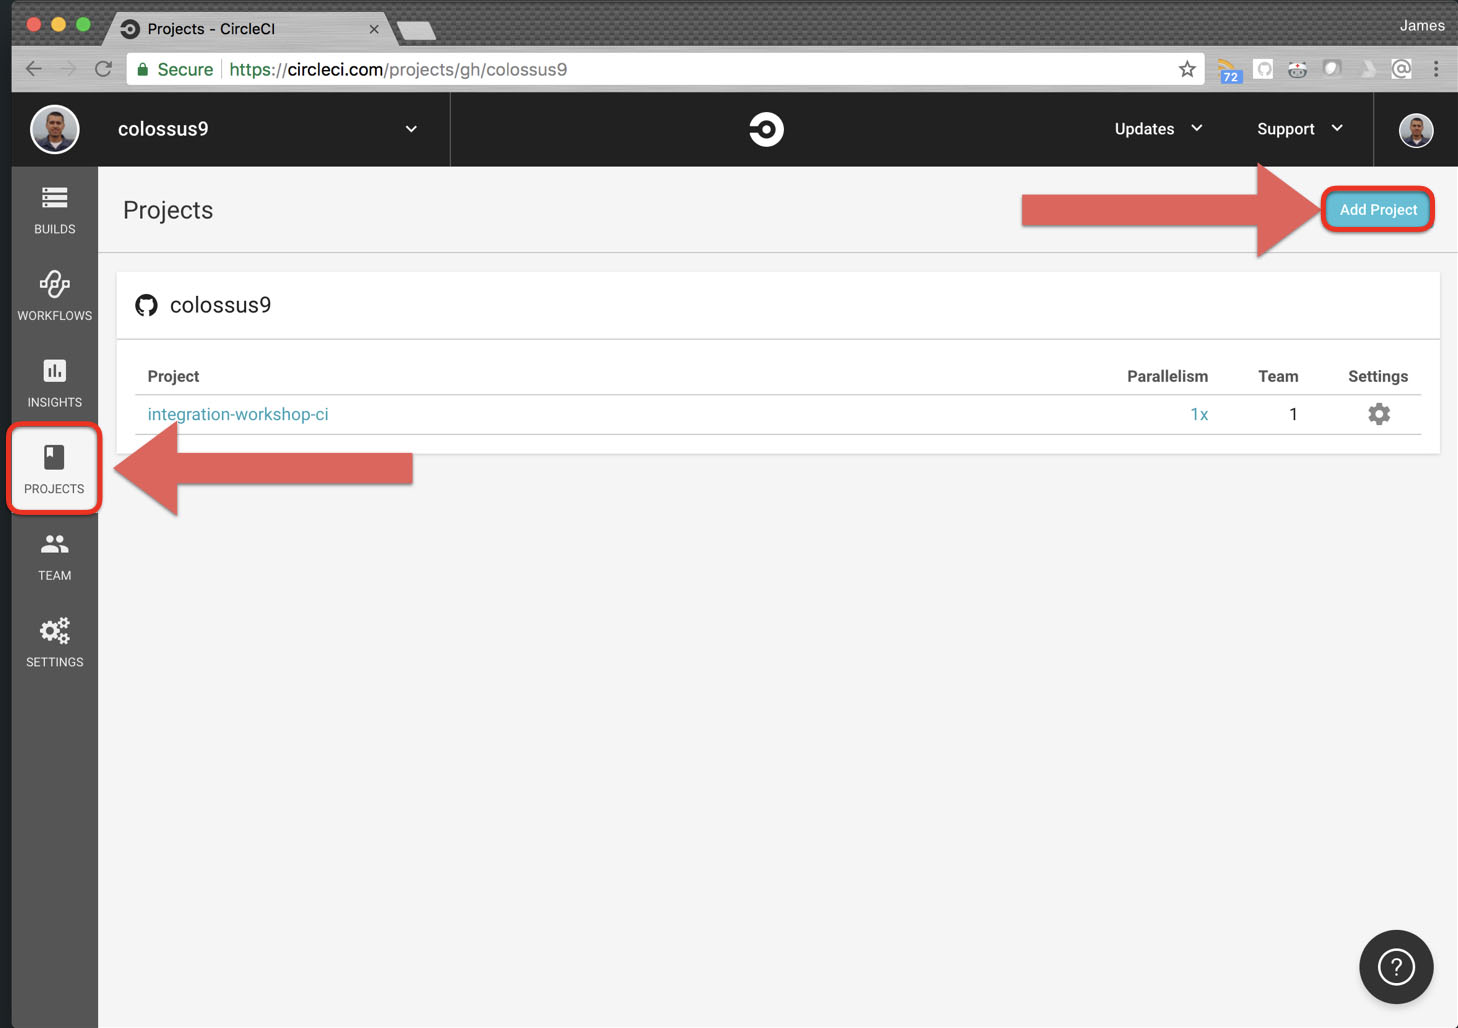 Projects - CircleCI
James
Secure https://circleci.com/projects/gh/colossus9
72
colossus9
Updates
Support
BUILDS
WORKFLOWS
INSIGHTS
PROJECTS
TEAM
SETTINGS
Projects
Add Project
colossus9
Project Parallelism Team Settings
integration-workshop-ci 1x 1
?